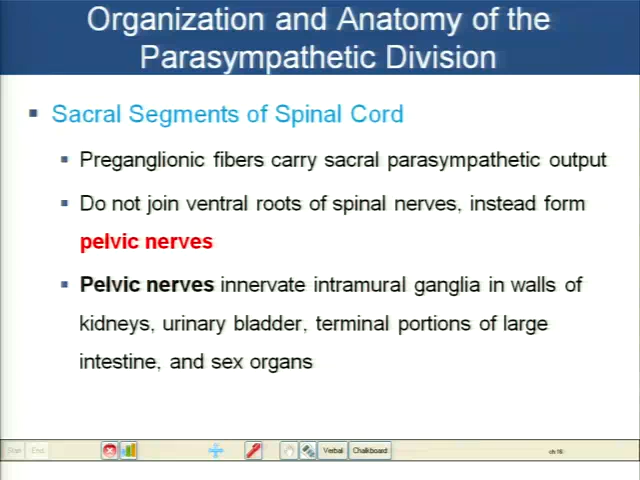 Organization and Anatomy of the
Parasympathetic Division
Sacral Segments of Spinal Cord
Preganglionic fibers carry sacral parasympathetic output
Do not join ventral roots of spinal nerves, instead form
pelvic nerves
Pelvic nerves innervate intramural ganglia in walls of
kidneys, urinary bladder, terminal portions of large
intestine, and sex organs
Start End Verbal Chalkboard